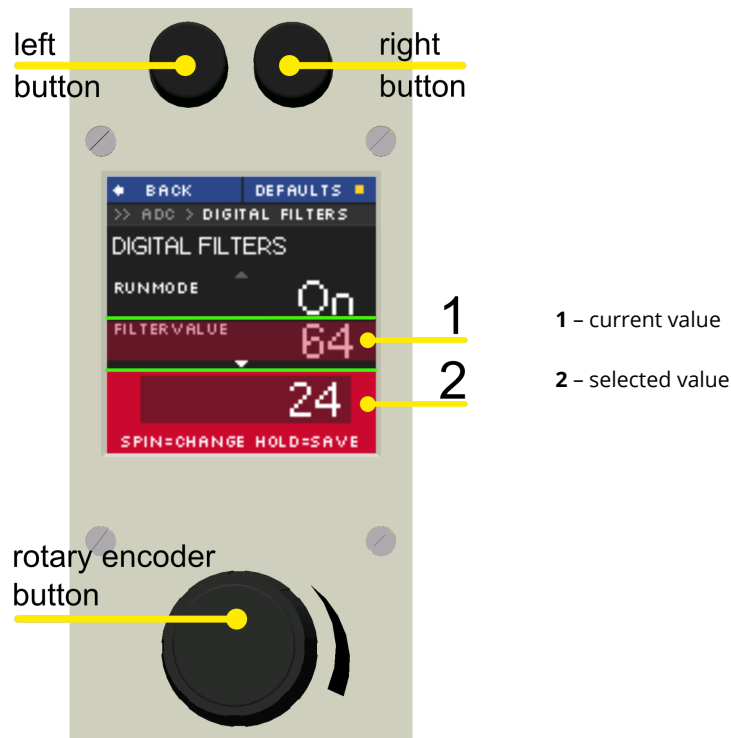 left
button
right
button
BACK
DEFAULTS
>> ADC > DIGITAL FILTERS
DIGITAL FILTERS
RUNMODE
On
FILTERVALUE
64
1
1 – current value
24
2
2 – selected value
SPIN=CHANGE HOLD=SAVE
rotary encoder
button